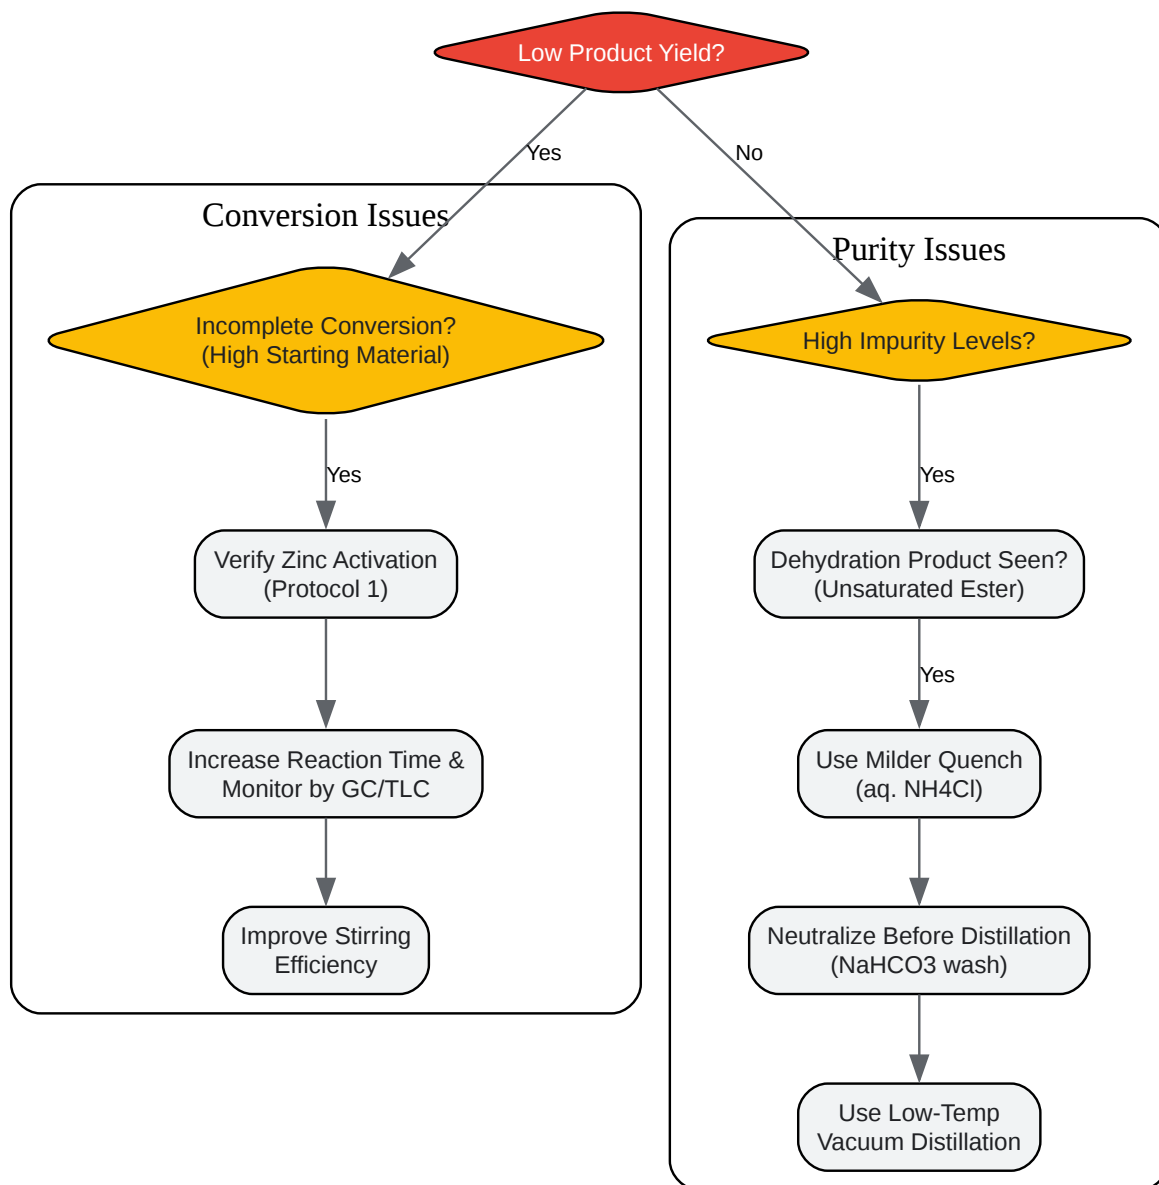 Low Product Yield?
Yes
No
Conversion Issues
Incomplete Conversion?
(High Starting Material)
Yes
Verify Zinc Activation
(Protocol 1)
Increase Reaction Time &
Monitor by GC/TLC
Improve Stirring
Efficiency
Purity Issues
High Impurity Levels?
Yes
Dehydration Product Seen?
(Unsaturated Ester)
Yes
Use Milder Quench
(aq. NH4Cl)
Neutralize Before Distillation
(NaHCO3 wash)
Use Low-Temp
Vacuum Distillation